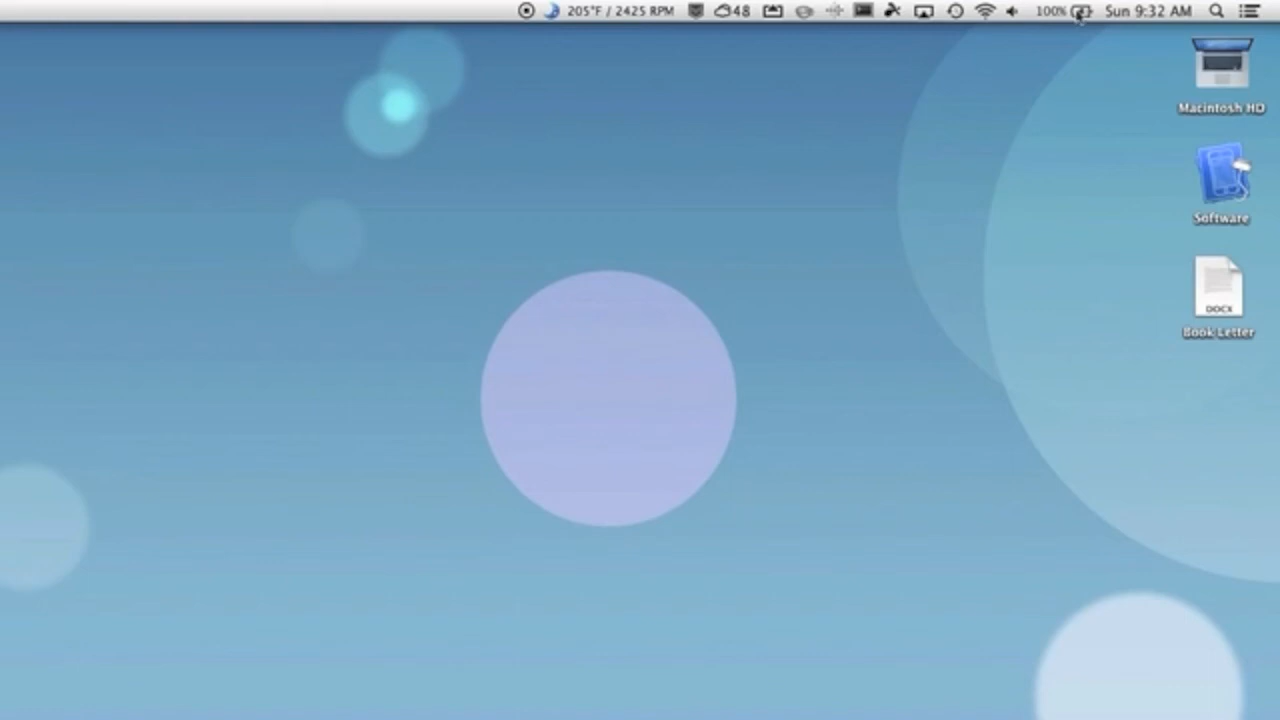 205°F / 2425 RPM 48 100% Sun 9:32 AM
Macintosh HD
Software
DOCX
Book Letter